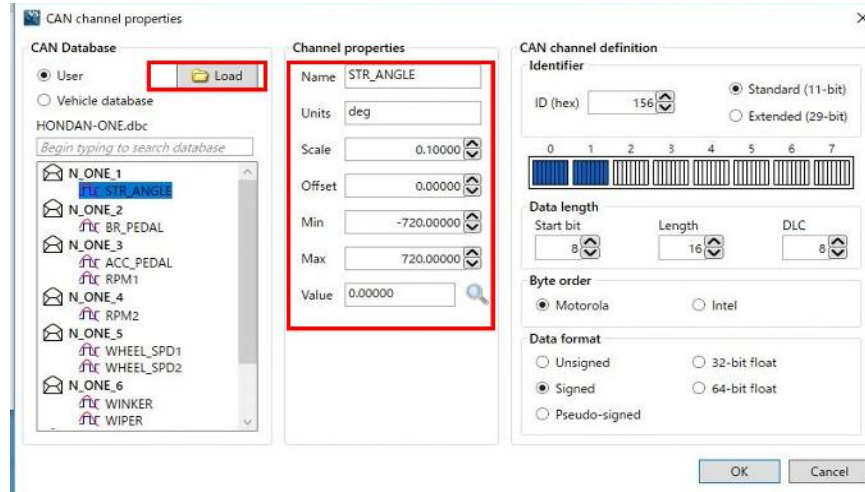 CAN channel properties
CAN Database
User
Load
Vehicle database
HONDAN-ONE.dbc
Begin typing to search database
N_ONE_1
STR_ANGLE
N_ONE_2
BR_PEDAL
N_ONE_3
ACC_PEDAL
RPM1
N_ONE_4
RPM2
N_ONE_5
WHEEL_SPD1
WHEEL_SPD2
N_ONE_6
WINKER
WIPER
Channel properties
Name STR_ANGLE
Units deg
Scale 0.10000
Offset 0.00000
Min -720.00000
Max 720.00000
Value 0.00000
CAN channel definition
Identifier
ID (hex) 156
Standard (11-bit)
Extended (29-bit)
0 1 2 3 4 5 6 7
Data length
Start bit Length DLC
8 16 8
Byte order
Motorola Intel
Data format
Unsigned 32-bit float
Signed 64-bit float
Pseudo-signed
OK Cancel